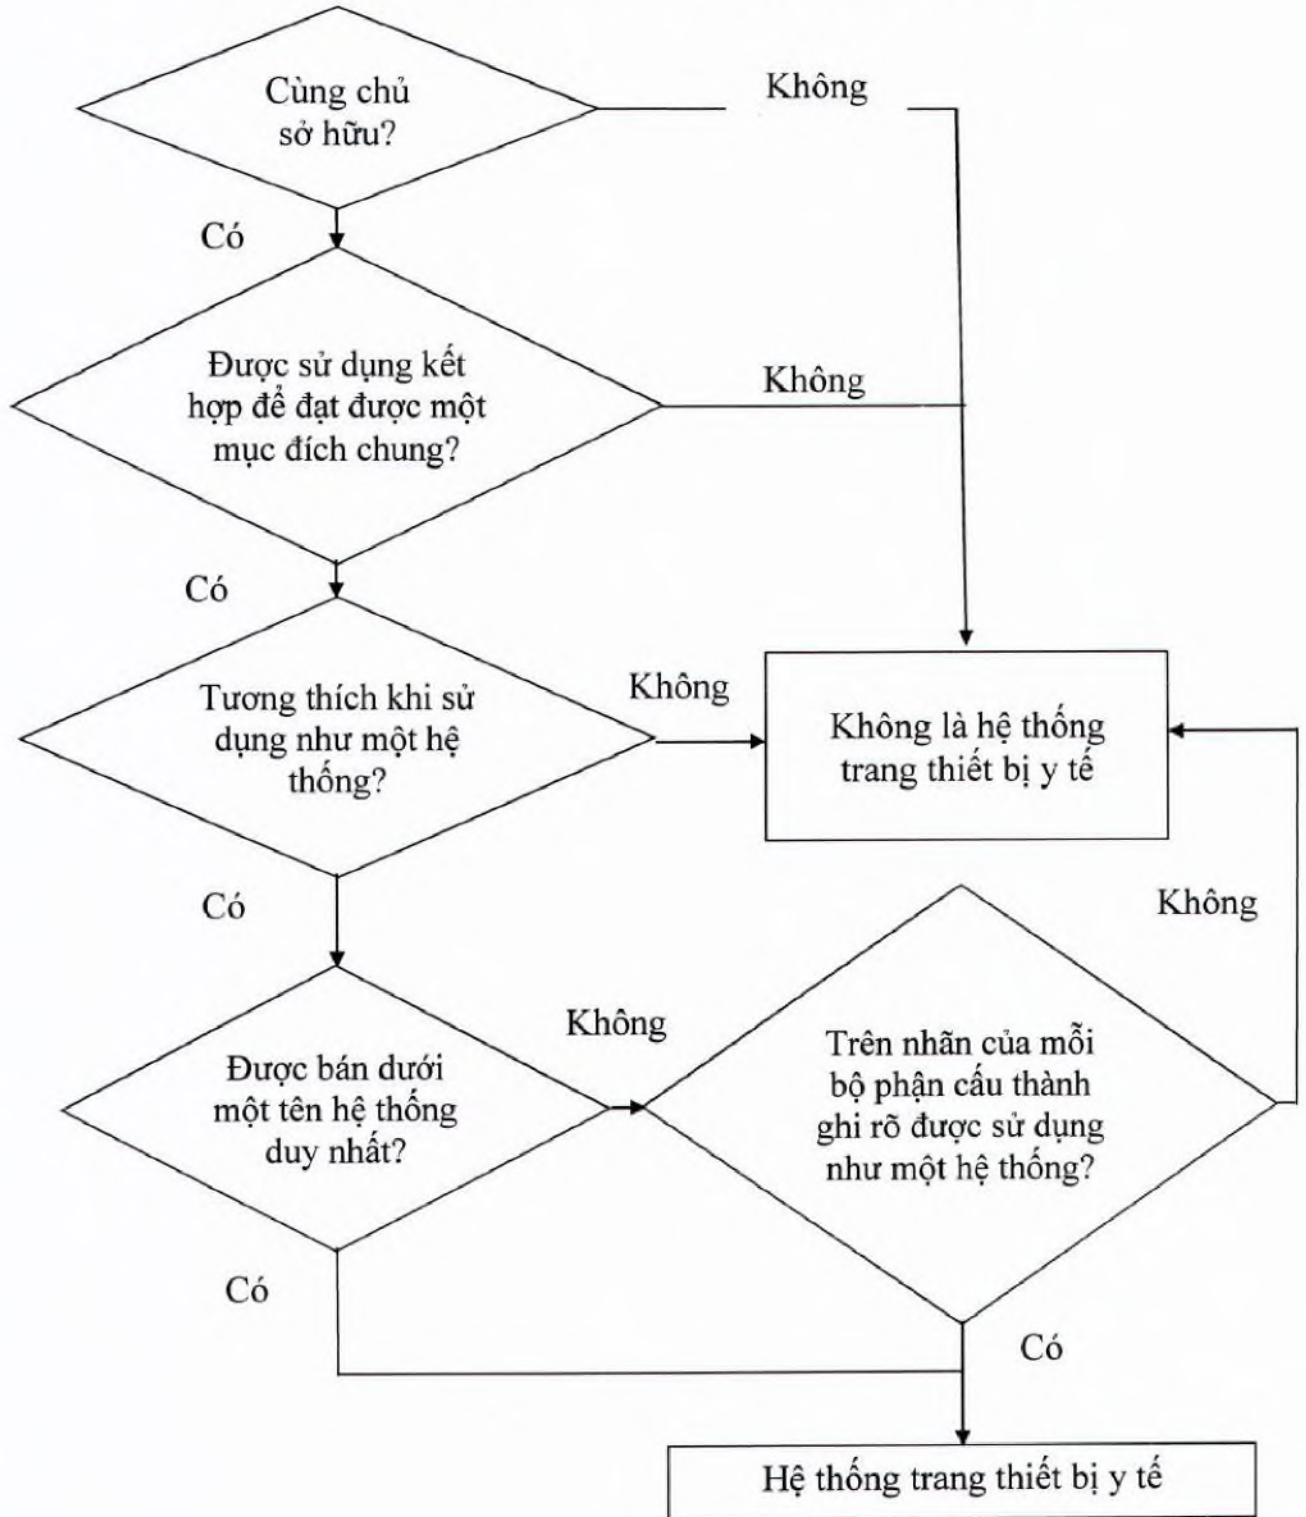 Cùng chủ
sở hữu?
Không
Có
Được sử dụng kết
hợp để đạt được một
mục đích chung?
Không
Có
Tương thích khi sử
dụng như một hệ
thống?
Không
Không là hệ thống
trang thiết bị y tế
Có
Không
Được bán dưới
một tên hệ thống
duy nhất?
Không
Trên nhãn của mỗi
bộ phận cấu thành
ghi rõ được sử dụng
như một hệ thống?
Có
Có
Hệ thống trang thiết bị y tế